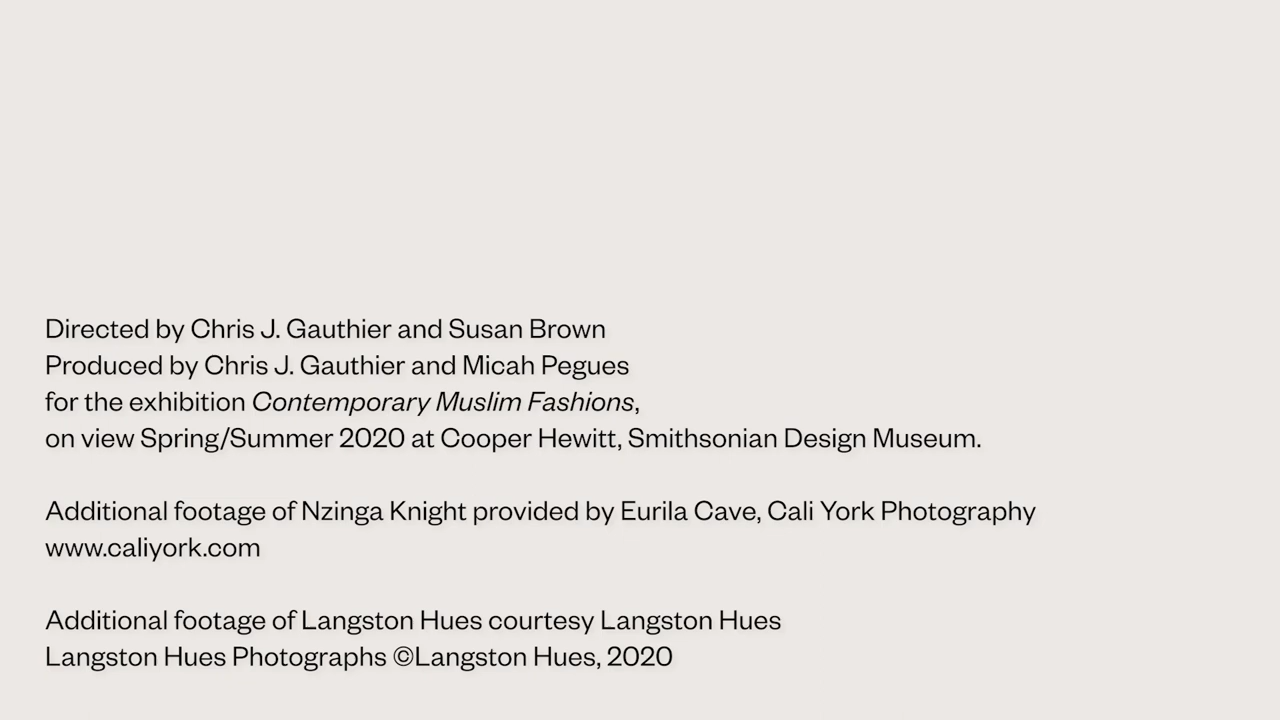 Directed by Chris J. Gauthier and Susan Brown
Produced by Chris J. Gauthier and Micah Pegues
for the exhibition Contemporary Muslim Fashions,
on view Spring/Summer 2020 at Cooper Hewitt, Smithsonian Design Museum.
Additional footage of Nzinga Knight provided by Eurila Cave, Cali York Photography
www.caliyork.com
Additional footage of Langston Hues courtesy Langston Hues
Langston Hues Photographs ©Langston Hues, 2020